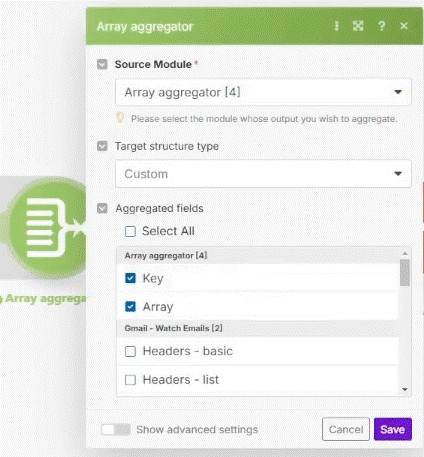 Array aggregator
?
Source Module *
Array aggregator [4]
Please select the module whose output you wish to aggregate.
Target structure type
Custom
Aggregated fields
Select All
Array aggregator [4]
Key
Array
Gmail - Watch Emails [2]
Headers - basic
Headers - list
Array aggrega
Show advanced settings
Cancel
Save